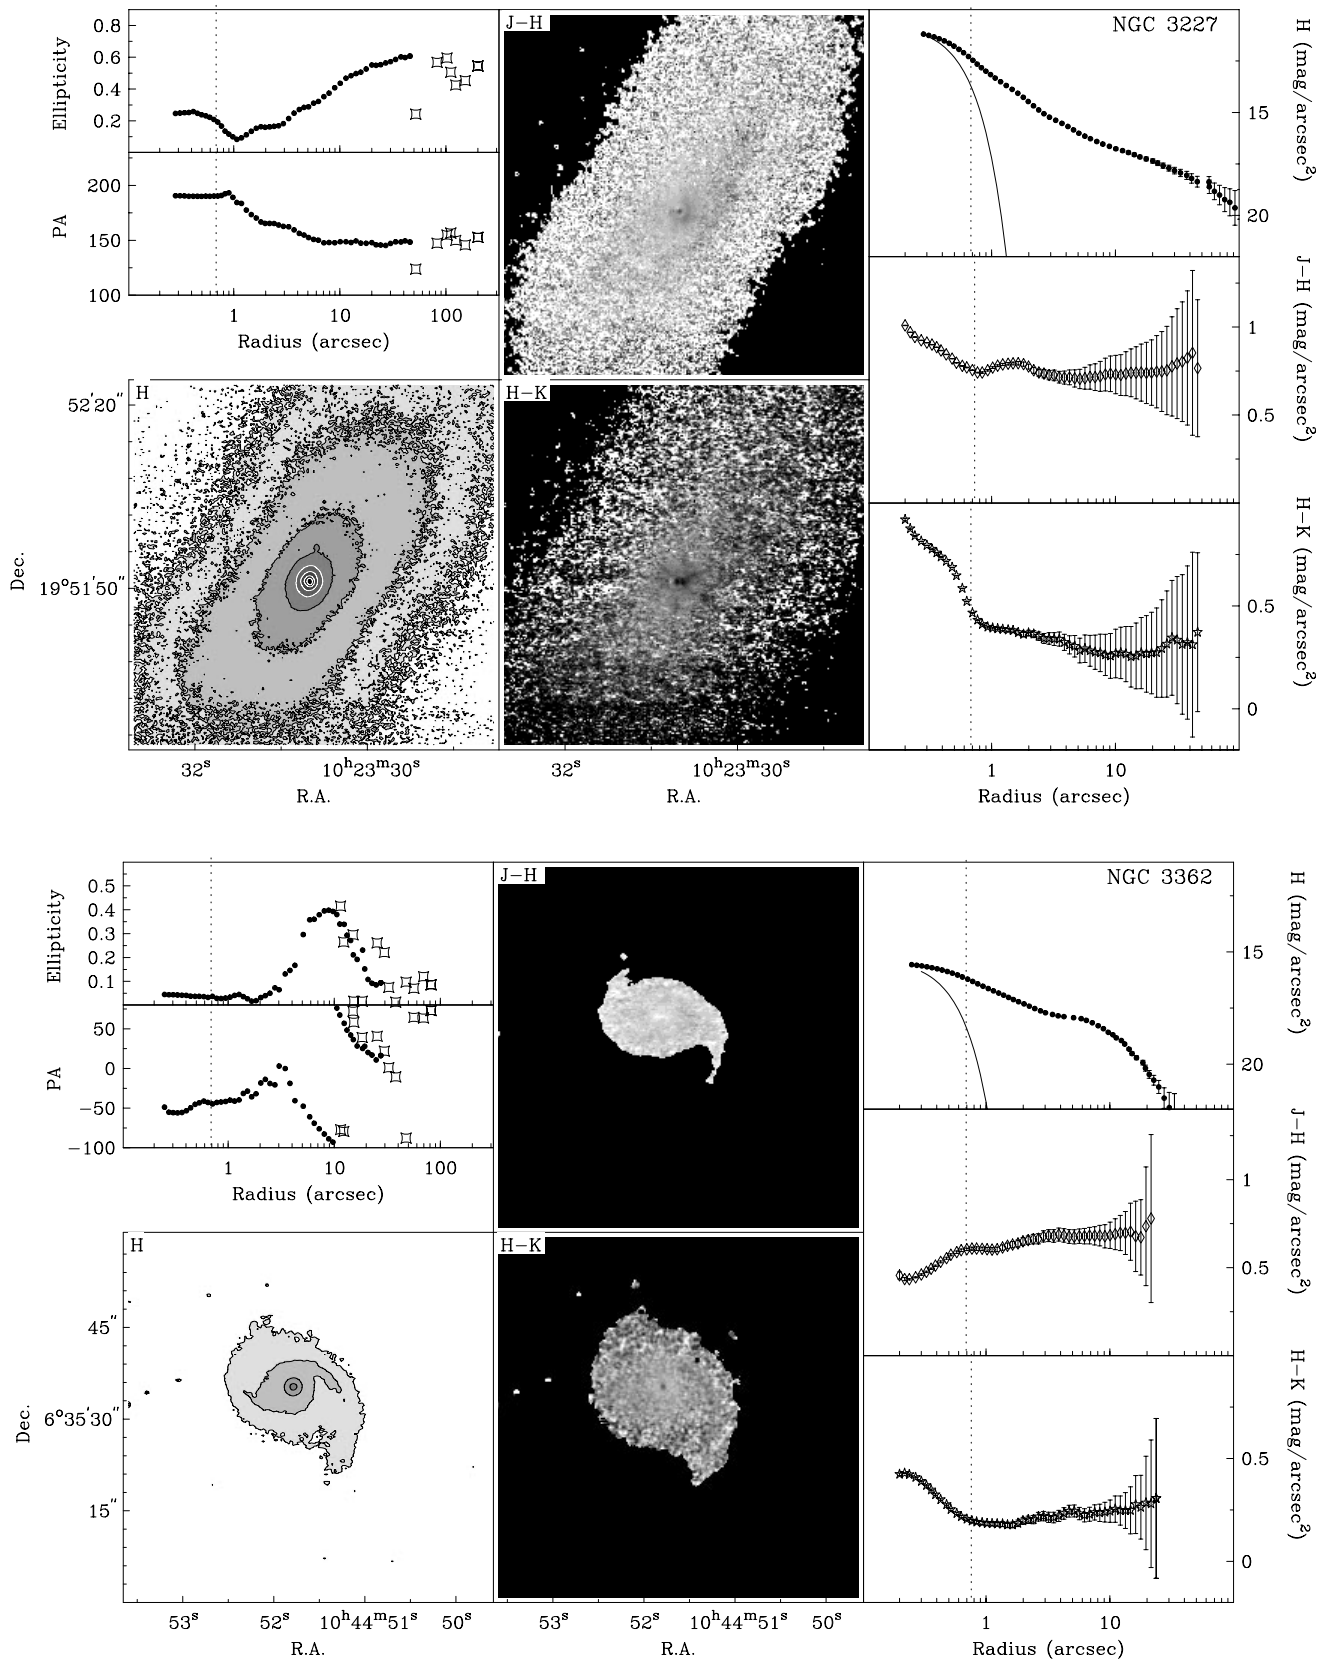 J−H
NGC 3227
0.8
0.6
0.4
0.2
Ellipticity
200
150
100
PA
1
10
100
Radius (arcsec)
15
20
H (mag/arcsec²)
1
0.5
J−H (mag/arcsec²)
H
H−K
52'20"
19°51'50"
Dec.
32ˢ
10ʰ23ᵐ30ˢ
R.A.
32ˢ
10ʰ23ᵐ30ˢ
R.A.
0.5
0
H−K (mag/arcsec²)
1
10
Radius (arcsec)
J−H
NGC 3362
0.5
0.4
0.3
0.2
0.1
Ellipticity
50
0
−50
−100
PA
1
10
100
Radius (arcsec)
15
20
H (mag/arcsec²)
1
0.5
J−H (mag/arcsec²)
H
H−K
45"
6°35'30"
15"
Dec.
53ˢ
52ˢ
10ʰ44ᵐ51ˢ
50ˢ
R.A.
53ˢ
52ˢ
10ʰ44ᵐ51ˢ
50ˢ
R.A.
0.5
0
H−K (mag/arcsec²)
1
10
Radius (arcsec)